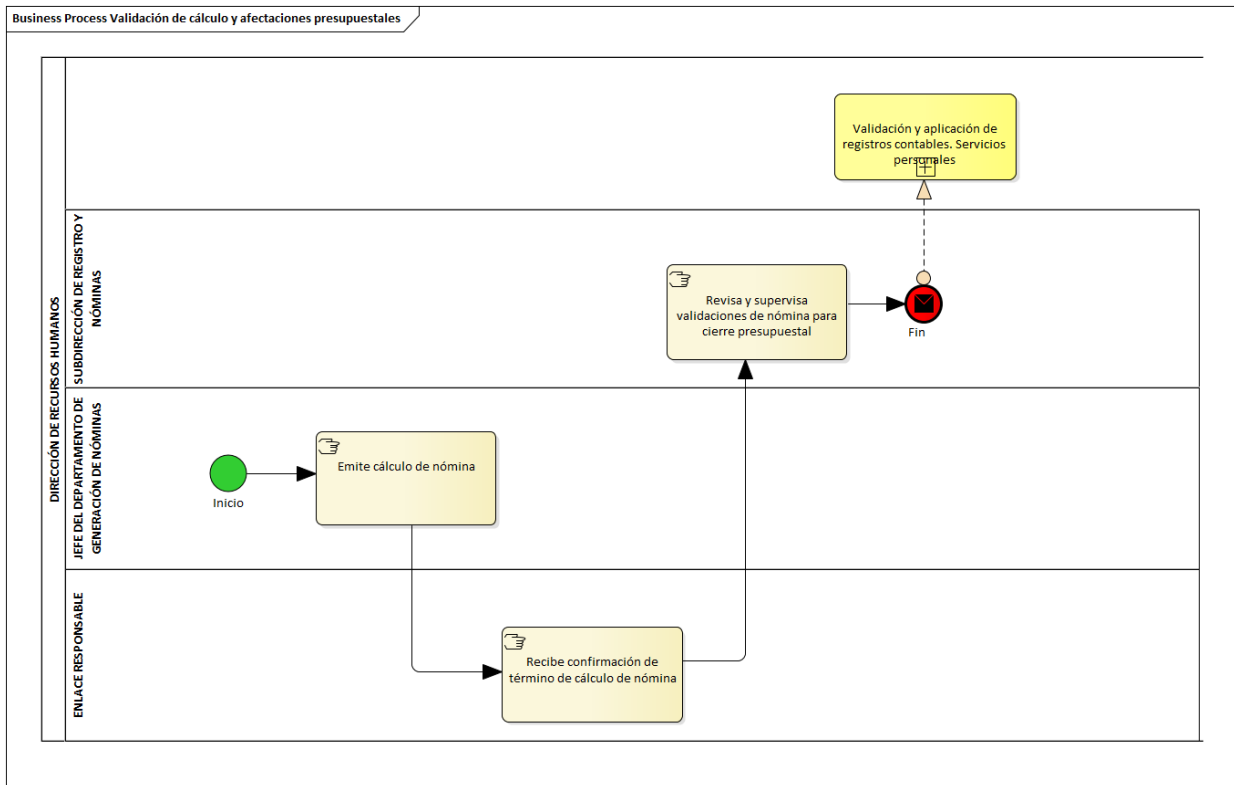 Business Process Validación de cálculo y afectaciones presupuestales
DIRECCIÓN DE RECURSOS HUMANOS
Validación y aplicación de
registros contables. Servicios
personales
SUBDIRECCIÓN DE REGISTRO Y
NÓMINAS
Revisa y supervisa
validaciones de nómina para
cierre presupuestal
Fin
JEFE DEL DEPARTAMENTO DE
GENERACIÓN DE NÓMINAS
Inicio
Emite cálculo de nómina
ENLACE RESPONSABLE
Recibe confirmación de
término de cálculo de nómina